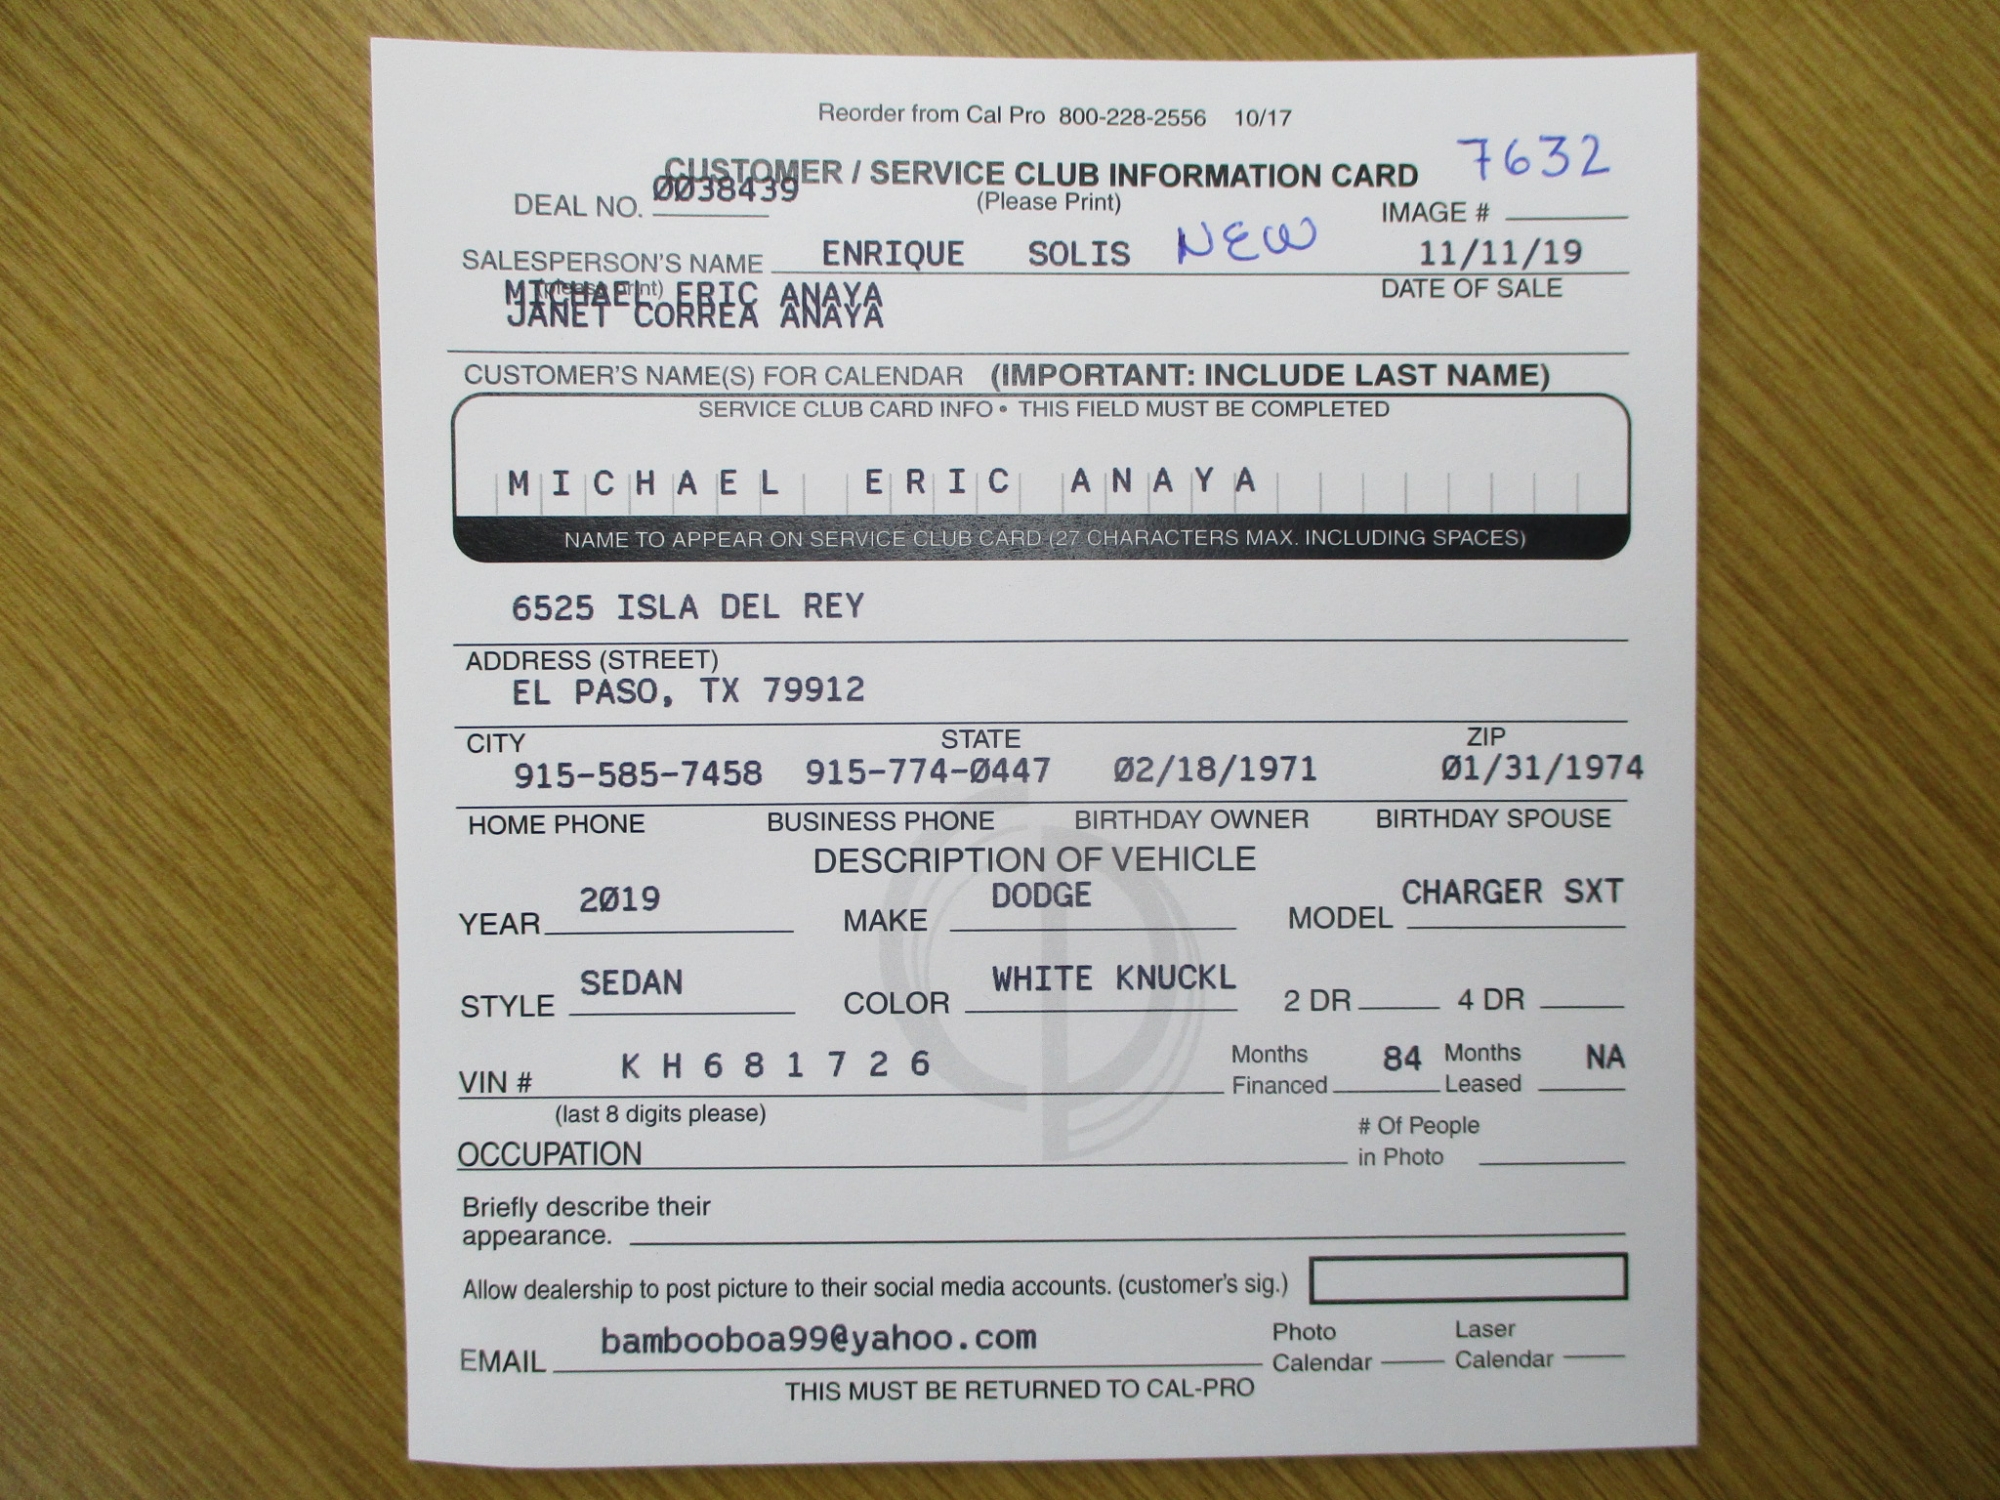 Reorder from Cal Pro 800-228-2556 10/17
7632
CUSTOMER / SERVICE CLUB INFORMATION CARD
DEAL NO. 0038439 (Please Print) IMAGE #
SALESPERSON'S NAME ENRIQUE SOLIS NEW 11/11/19
(please print) DATE OF SALE
MICHAEL ERIC ANAYA
JANET CORREA ANAYA
CUSTOMER'S NAME(S) FOR CALENDAR (IMPORTANT: INCLUDE LAST NAME)
SERVICE CLUB CARD INFO • THIS FIELD MUST BE COMPLETED
MICHAEL ERIC ANAYA
NAME TO APPEAR ON SERVICE CLUB CARD (27 CHARACTERS MAX. INCLUDING SPACES)
6525 ISLA DEL REY
ADDRESS (STREET)
EL PASO, TX 79912
CITY STATE ZIP
915-585-7458 915-774-0447 02/18/1971 01/31/1974
HOME PHONE BUSINESS PHONE BIRTHDAY OWNER BIRTHDAY SPOUSE
DESCRIPTION OF VEHICLE
YEAR 2019 MAKE DODGE MODEL CHARGER SXT
STYLE SEDAN COLOR WHITE KNUCKL 2 DR 4 DR
VIN # KH681726 Months Financed 84 Months Leased NA
(last 8 digits please)
OCCUPATION # Of People in Photo
Briefly describe their
appearance.
Allow dealership to post picture to their social media accounts. (customer's sig.)
EMAIL bambooboa99@yahoo.com Photo Calendar Laser Calendar
THIS MUST BE RETURNED TO CAL-PRO